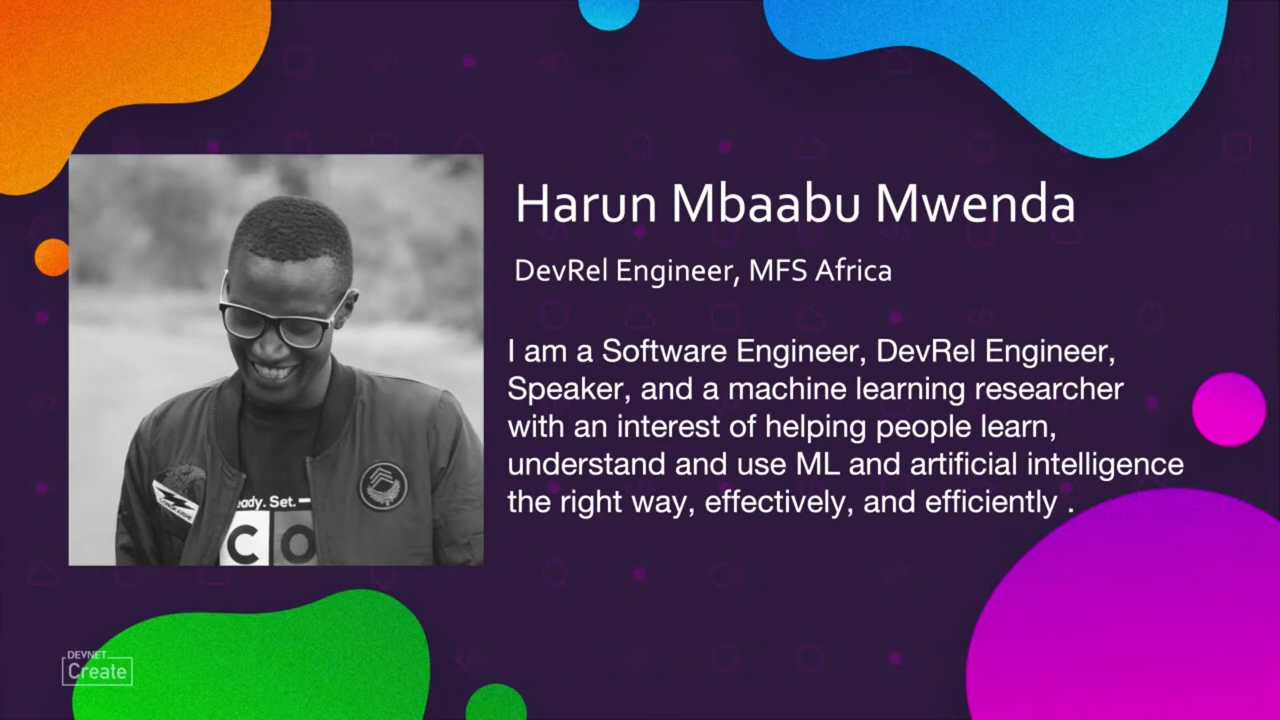 Harun Mbaabu Mwenda
DevRel Engineer, MFS Africa
I am a Software Engineer, DevRel Engineer,
Speaker, and a machine learning researcher
with an interest of helping people learn,
understand and use ML and artificial intelligence
the right way, effectively, and efficiently .
eady. Set.
CO
DEVNET
Create